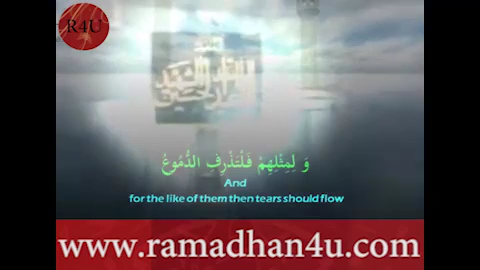 R4U
وَ لِمِثْلِهِمْ فَلْتَذْرِفِ الدُّمُوعُ
And
for the like of them then tears should flow
www.ramadhan4u.com